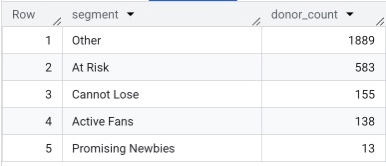 Row segment donor_count
1 Other 1889
2 At Risk 583
3 Cannot Lose 155
4 Active Fans 138
5 Promising Newbies 13